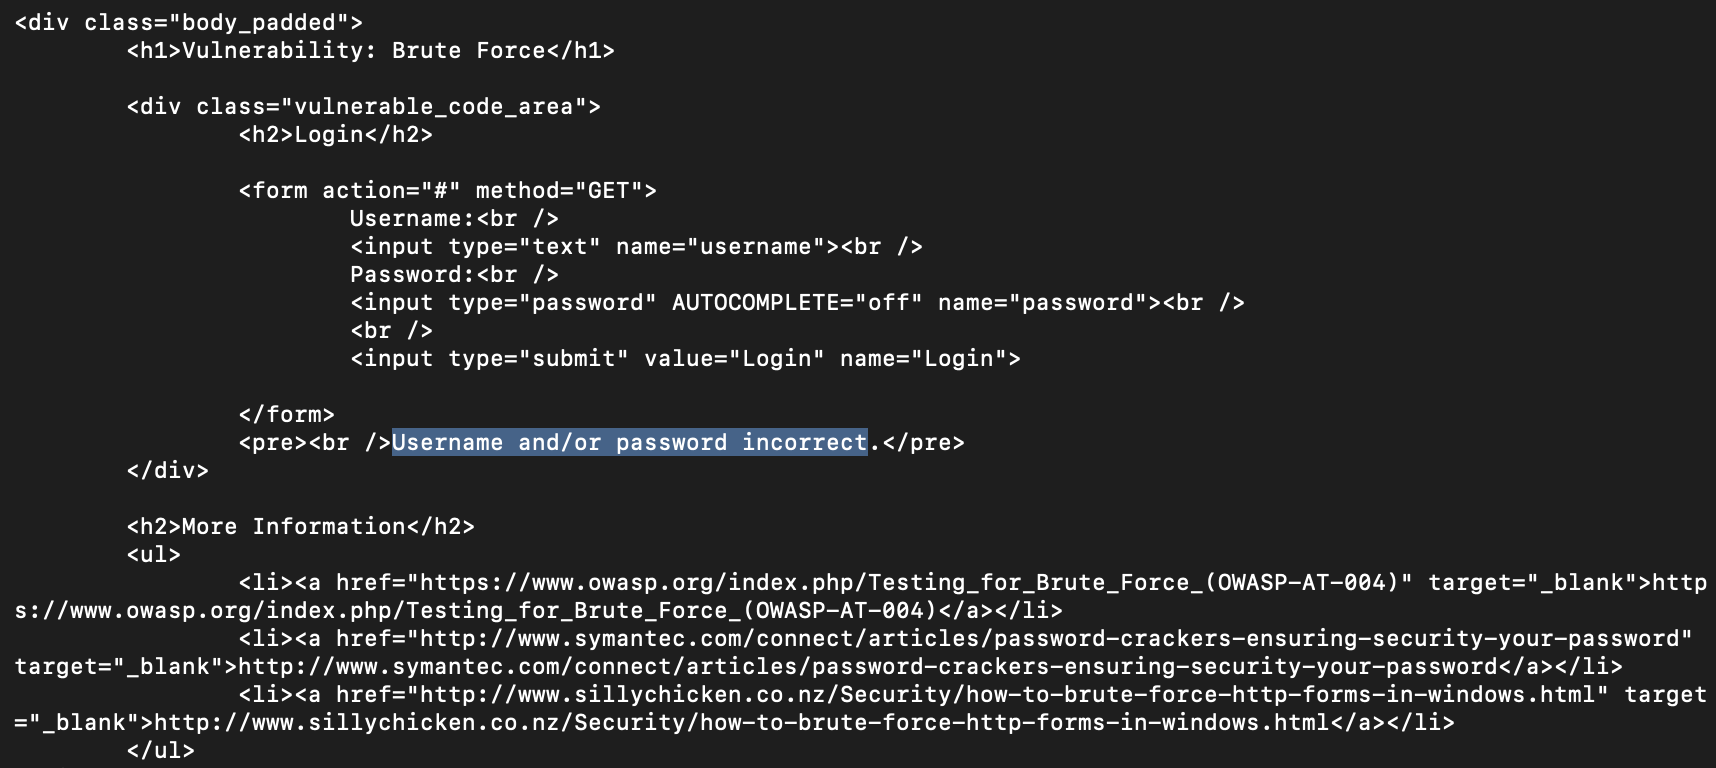 <div class="body_padded">
<h1>Vulnerability: Brute Force</h1>
<div class="vulnerable_code_area">
<h2>Login</h2>
<form action="#" method="GET">
Username:<br />
<input type="text" name="username"><br />
Password:<br />
<input type="password" AUTOCOMPLETE="off" name="password"><br />
<br />
<input type="submit" value="Login" name="Login">
</form>
<pre><br />Username and/or password incorrect.</pre>
</div>
<h2>More Information</h2>
<ul>
<li><a href="https://www.owasp.org/index.php/Testing_for_Brute_Force_(OWASP-AT-004)" target="_blank">http
s://www.owasp.org/index.php/Testing_for_Brute_Force_(OWASP-AT-004)</a></li>
<li><a href="http://www.symantec.com/connect/articles/password-crackers-ensuring-security-your-password"
target="_blank">http://www.symantec.com/connect/articles/password-crackers-ensuring-security-your-password</a></li>
<li><a href="http://www.sillychicken.co.nz/Security/how-to-brute-force-http-forms-in-windows.html" target
="_blank">http://www.sillychicken.co.nz/Security/how-to-brute-force-http-forms-in-windows.html</a></li>
</ul>